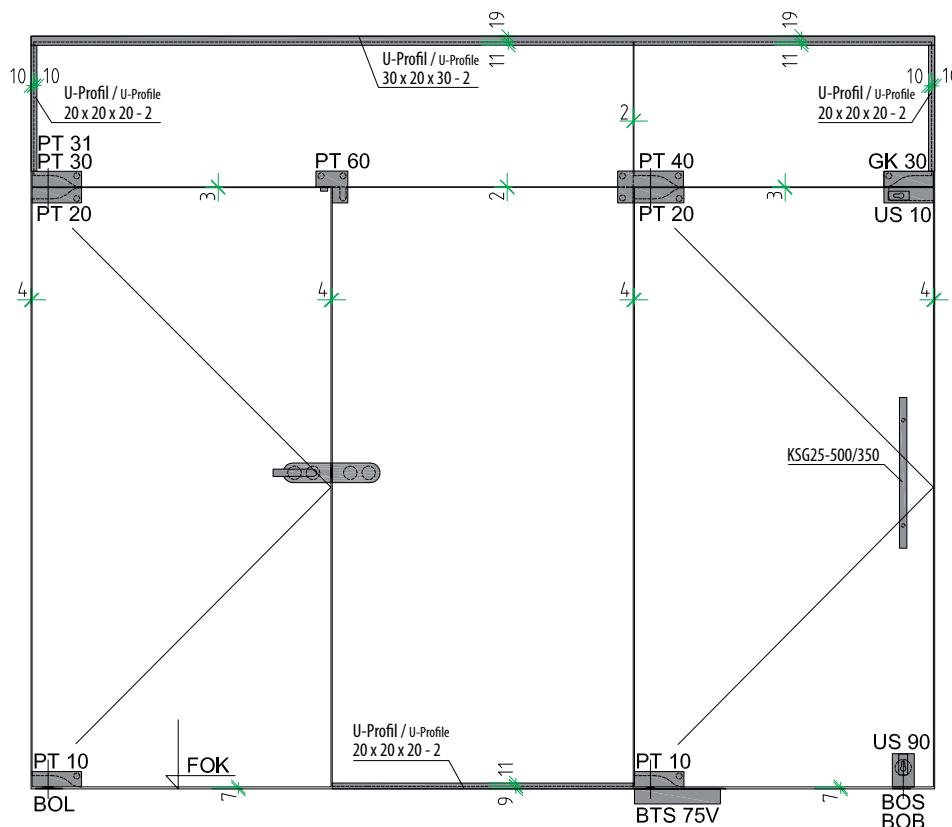 19
19
11
11
U-Profil / U-Profile
30 x 20 x 30 - 2
10
10
U-Profil / U-Profile
20 x 20 x 20 - 2
10
U-Profil / U-Profile
20 x 20 x 20 - 2
2
PT 31
PT 30
PT 60
PT 40
GK 30
3
2
3
PT 20
PT 20
US 10
4
4
4
4
KSG25-500/350
U-Profil / U-Profile
20 x 20 x 20 - 2
PT 10
FOK
11
PT 10
US 90
7
9
7
BOL
BTS 75V
BOS
BOB